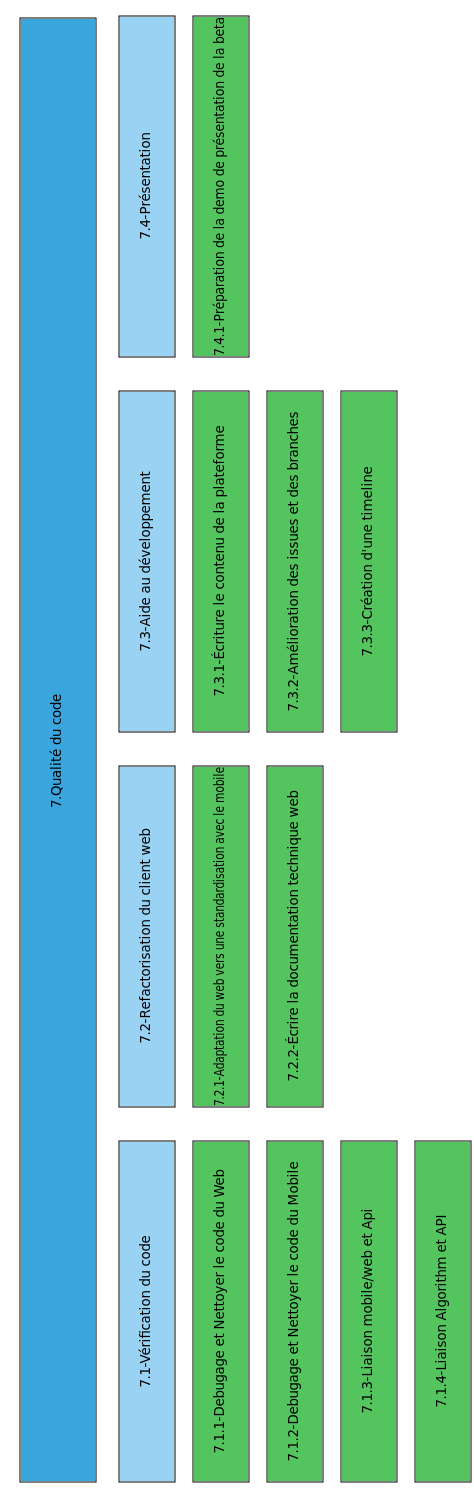 7.Qualité du code
7.1-Vérification du code
7.1.1-Debugage et Nettoyer le code du Web
7.1.2-Debugage et Nettoyer le code du Mobile
7.1.3-Liaison mobile/web et Api
7.1.4-Liaison Algorithm et API
7.2-Refactorisation du client web
7.2.1-Adaptation du web vers une standardisation avec le mobile
7.2.2-Écrire la documentation technique web
7.3-Aide au développement
7.3.1-Écriture le contenu de la plateforme
7.3.2-Amélioration des issues et des branches
7.3.3-Création d'une timeline
7.4-Présentation
7.4.1-Préparation de la demo de présentation de la beta